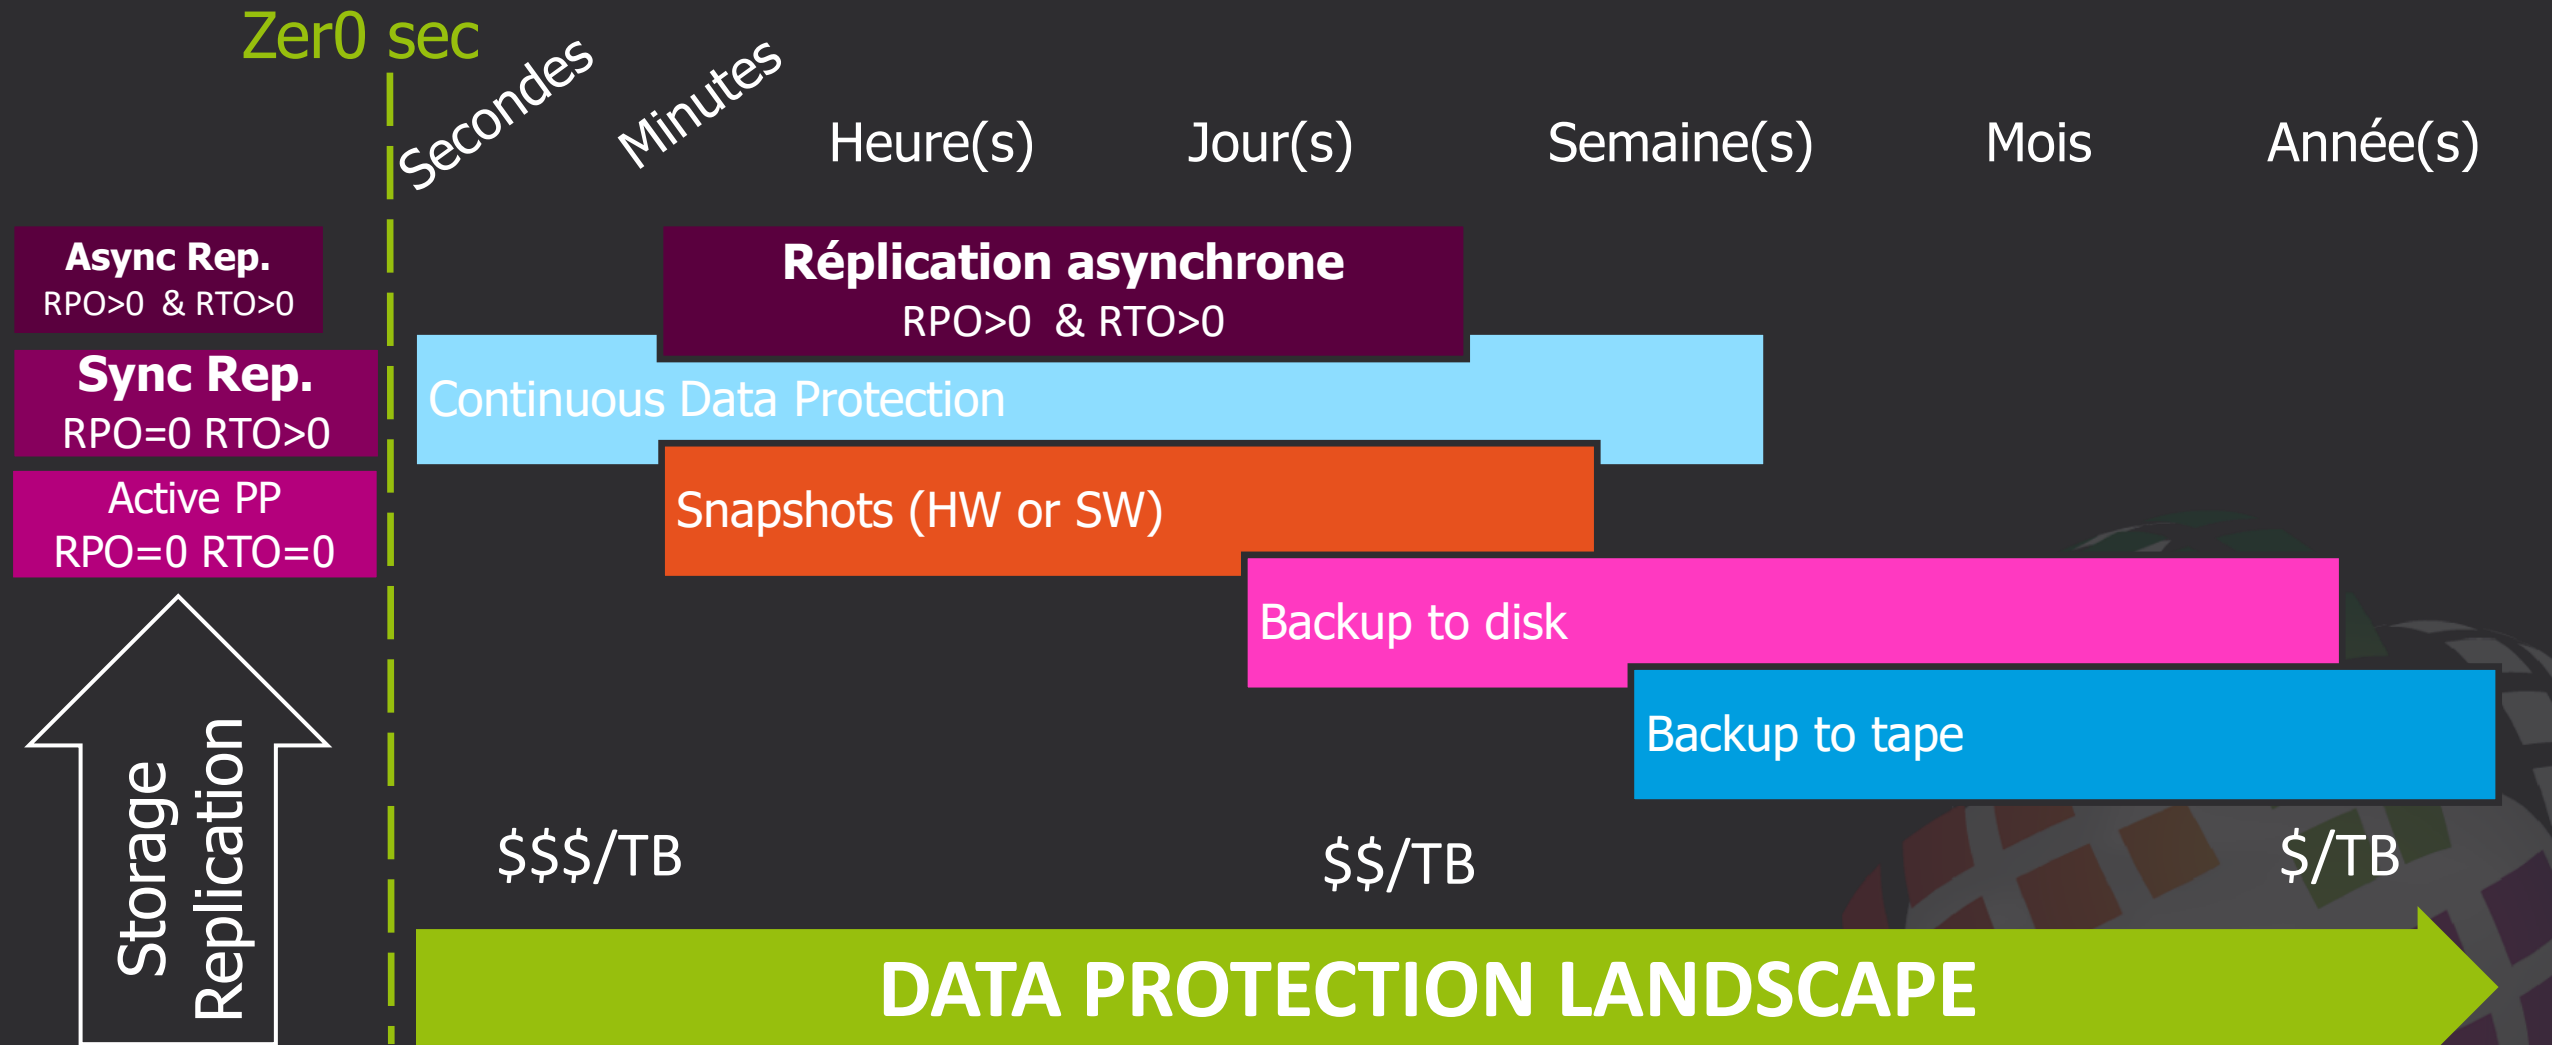 Zer0 sec
Secondes
Minutes
Heure(s)
Jour(s)
Semaine(s)
Mois
Année(s)
Async Rep.
RPO>0 & RTO>0
Réplication asynchrone
RPO>0 & RTO>0
Sync Rep.
RPO=0 RTO>0
Continuous Data Protection
Active PP
RPO=0 RTO=0
Snapshots (HW or SW)
Backup to disk
Backup to tape
Storage
Replication
$$$/TB
$$/TB
$/TB
DATA PROTECTION LANDSCAPE